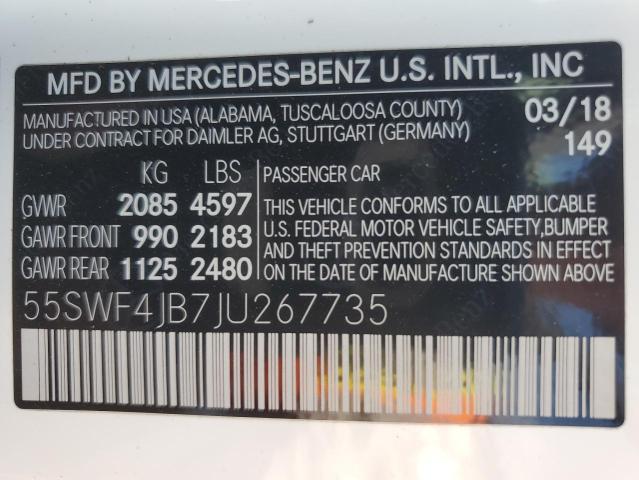 MFD BY MERCEDES-BENZ U.S. INTL., INC
MANUFACTURED IN USA (ALABAMA, TUSCALOOSA COUNTY) 03/18
UNDER CONTRACT FOR DAIMLER AG, STUTTGART (GERMANY) 149
KG LBS PASSENGER CAR
GVWR 2085 4597 THIS VEHICLE CONFORMS TO ALL APPLICABLE
U.S. FEDERAL MOTOR VEHICLE SAFETY,BUMPER
GAWR FRONT 990 2183 AND THEFT PREVENTION STANDARDS IN EFFECT
GAWR REAR 1125 2480 ON THE DATE OF MANUFACTURE SHOWN ABOVE
55SWF4JB7JU267735